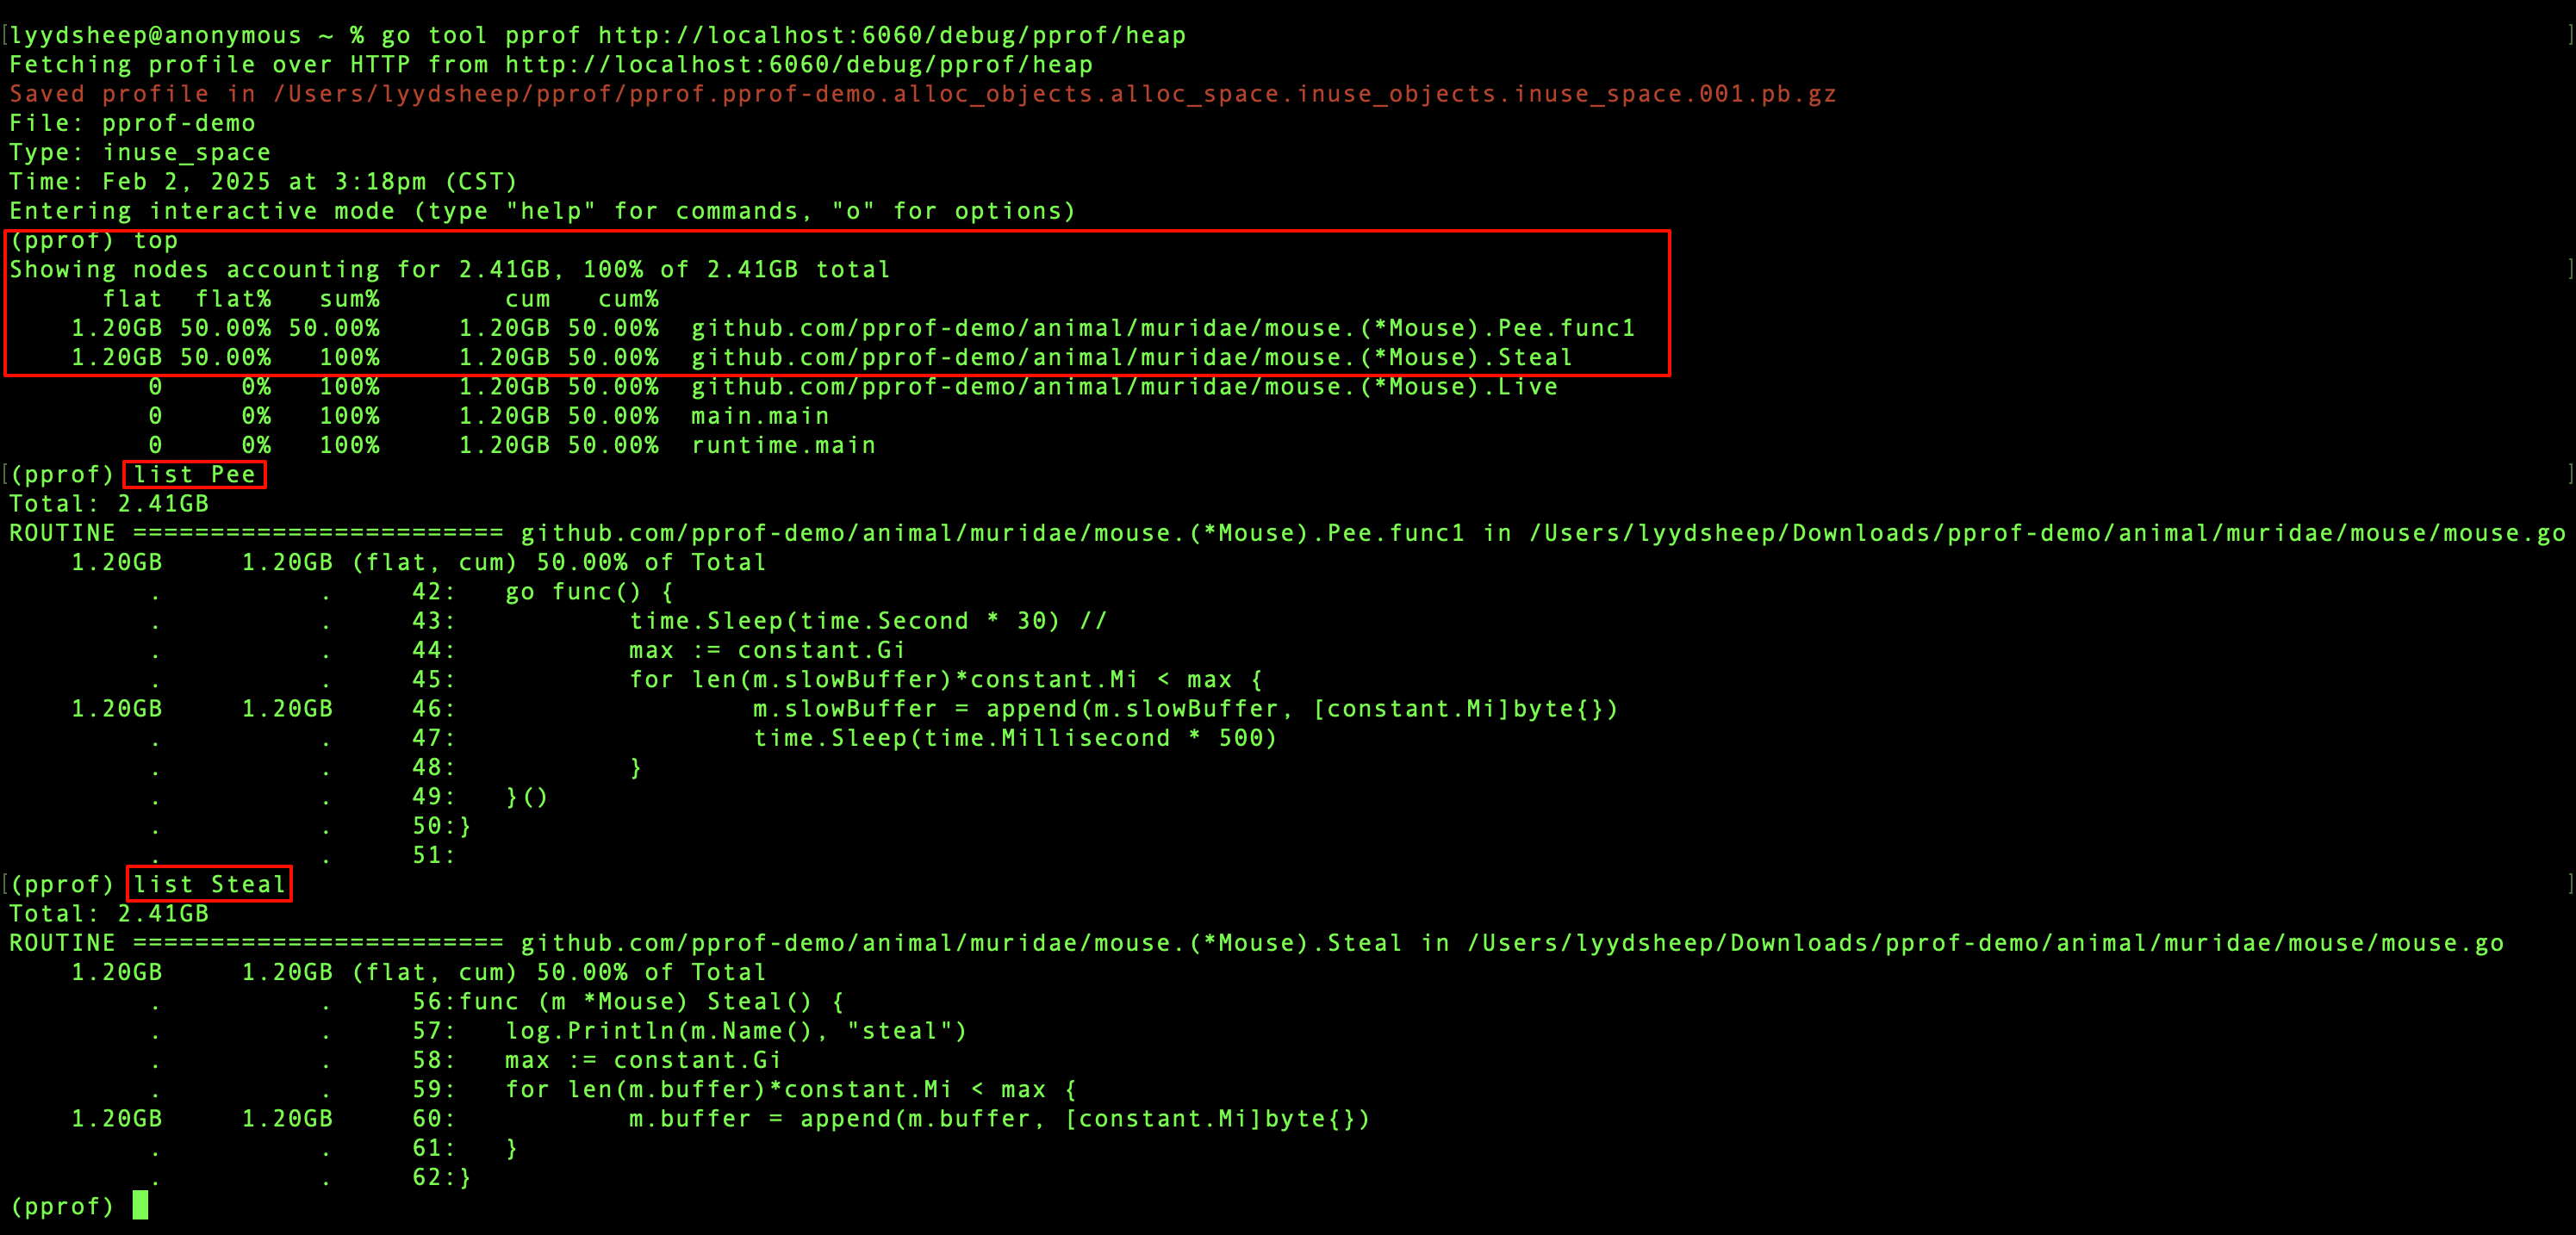 [lyydsheep@anonymous ~ % go tool pprof http://localhost:6060/debug/pprof/heap ]
Fetching profile over HTTP from http://localhost:6060/debug/pprof/heap
Saved profile in /Users/lyydsheep/pprof/pprof.pprof-demo.alloc_objects.alloc_space.inuse_objects.inuse_space.001.pb.gz
File: pprof-demo
Type: inuse_space
Time: Feb 2, 2025 at 3:18pm (CST)
Entering interactive mode (type "help" for commands, "o" for options)
(pprof) top
Showing nodes accounting for 2.41GB, 100% of 2.41GB total ]
      flat  flat%   sum%        cum   cum%
    1.20GB 50.00% 50.00%     1.20GB 50.00%  github.com/pprof-demo/animal/muridae/mouse.(*Mouse).Pee.func1
    1.20GB 50.00%   100%     1.20GB 50.00%  github.com/pprof-demo/animal/muridae/mouse.(*Mouse).Steal
         0     0%   100%     1.20GB 50.00%  github.com/pprof-demo/animal/muridae/mouse.(*Mouse).Live
         0     0%   100%     1.20GB 50.00%  main.main
         0     0%   100%     1.20GB 50.00%  runtime.main
[(pprof) list Pee ]
Total: 2.41GB
ROUTINE ======================== github.com/pprof-demo/animal/muridae/mouse.(*Mouse).Pee.func1 in /Users/lyydsheep/Downloads/pprof-demo/animal/muridae/mouse/mouse.go
    1.20GB     1.20GB (flat, cum) 50.00% of Total
         .          .     42:   go func() {
         .          .     43:           time.Sleep(time.Second * 30) //
         .          .     44:           max := constant.Gi
         .          .     45:           for len(m.slowBuffer)*constant.Mi < max {
    1.20GB     1.20GB     46:                   m.slowBuffer = append(m.slowBuffer, [constant.Mi]byte{})
         .          .     47:                   time.Sleep(time.Millisecond * 500)
         .          .     48:           }
         .          .     49:   }()
         .          .     50:}
         .          .     51:
[(pprof) list Steal ]
Total: 2.41GB
ROUTINE ======================== github.com/pprof-demo/animal/muridae/mouse.(*Mouse).Steal in /Users/lyydsheep/Downloads/pprof-demo/animal/muridae/mouse/mouse.go
    1.20GB     1.20GB (flat, cum) 50.00% of Total
         .          .     56:func (m *Mouse) Steal() {
         .          .     57:   log.Println(m.Name(), "steal")
         .          .     58:   max := constant.Gi
         .          .     59:   for len(m.buffer)*constant.Mi < max {
    1.20GB     1.20GB     60:           m.buffer = append(m.buffer, [constant.Mi]byte{})
         .          .     61:   }
         .          .     62:}
(pprof)